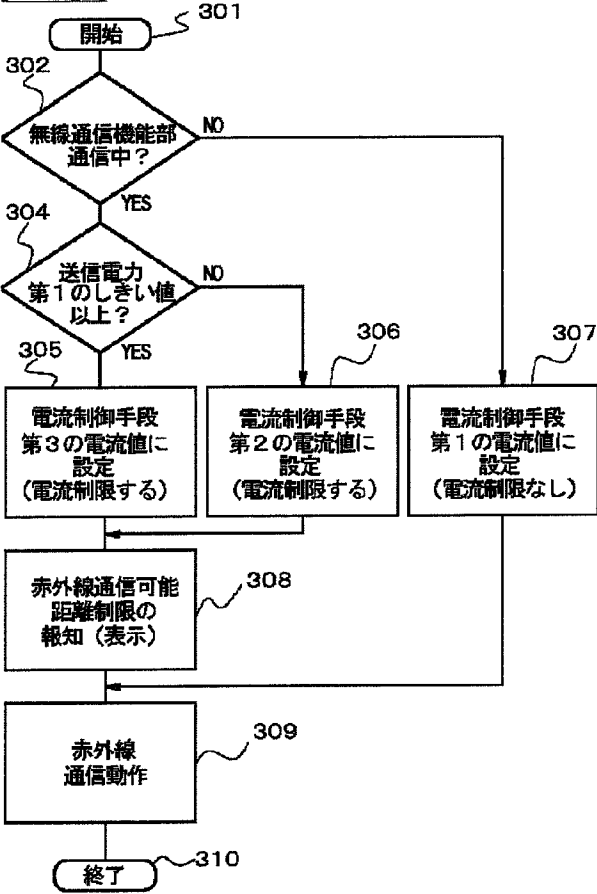 301
開始
302
無線通信機能部
通信中？
NO
YES
304
送信電力
第1のしきい値
以上？
NO
YES
305
電流制御手段
第3の電流値に
設定
（電流制限する）
306
電流制御手段
第2の電流値に
設定
（電流制限する）
307
電流制御手段
第1の電流値に
設定
（電流制限なし）
赤外線通信可能
距離制限の
報知（表示）
308
赤外線
通信動作
309
終了
310